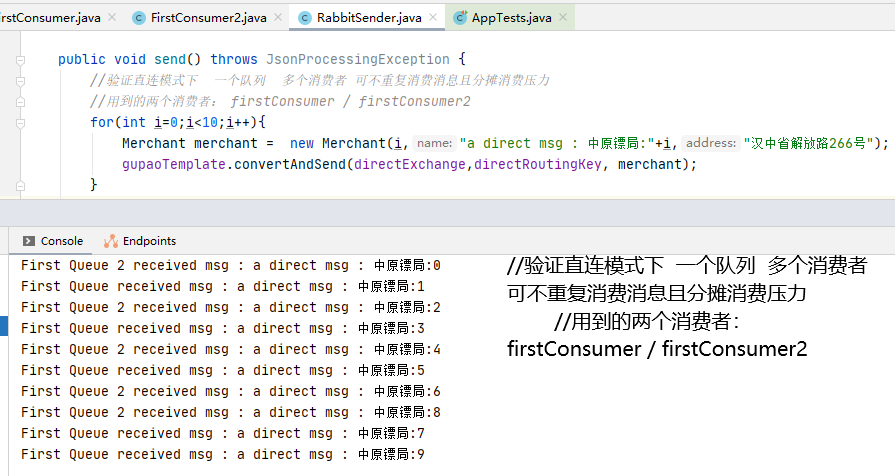 irstConsumer.java FirstConsumer2.java RabbitSender.java AppTests.java
public void send() throws JsonProcessingException {
//验证直连模式下 一个队列 多个消费者 可不重复消费消息且分摊消费压力
//用到的两个消费者： firstConsumer / firstConsumer2
for(int i=0;i<10;i++){
Merchant merchant = new Merchant(i, name: "a direct msg : 中原镖局:"+i, address: "汉中省解放路266号");
gupaoTemplate.convertAndSend(directExchange,directRoutingKey, merchant);
}
Console Endpoints
First Queue 2 received msg : a direct msg : 中原镖局:0
First Queue received msg : a direct msg : 中原镖局:1
First Queue 2 received msg : a direct msg : 中原镖局:2
First Queue received msg : a direct msg : 中原镖局:3
First Queue 2 received msg : a direct msg : 中原镖局:4
First Queue received msg : a direct msg : 中原镖局:5
First Queue 2 received msg : a direct msg : 中原镖局:6
First Queue 2 received msg : a direct msg : 中原镖局:8
First Queue received msg : a direct msg : 中原镖局:7
First Queue received msg : a direct msg : 中原镖局:9
//验证直连模式下 一个队列 多个消费者
可不重复消费消息且分摊消费压力
//用到的两个消费者：
firstConsumer / firstConsumer2